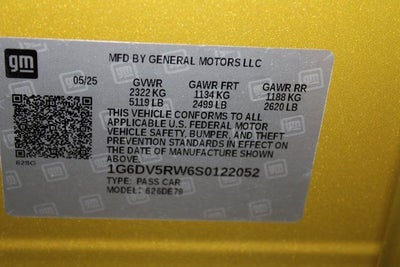 gm
MFD BY GENERAL MOTORS LLC
05/25 GVWR GAWR FRT GAWR RR
2322 KG 1134 KG 1188 KG
5119 LB 2499 LB 2620 LB
THIS VEHICLE CONFORMS TO ALL
APPLICABLE U.S. FEDERAL MOTOR
VEHICLE SAFETY, BUMPER, AND THEFT
PREVENTION STANDARDS IN EFFECT ON
THE DATE OF MANUFACTURE SHOWN
ABOVE.
628G
1G6DV5RW6S0122052
TYPE: PASS CAR
MODEL: 626DE79